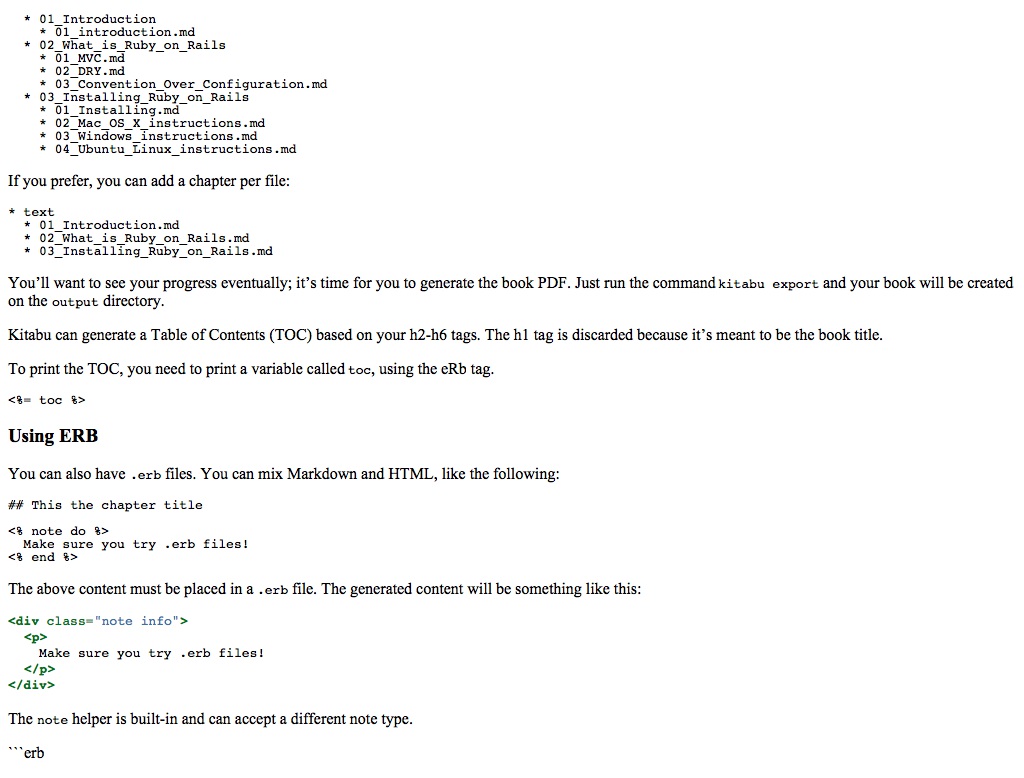 * 01_Introduction
* 01_introduction.md
* 02_What_is_Ruby_on_Rails
* 01_MVC.md
* 02_DRY.md
* 03_Convention_Over_Configuration.md
* 03_Installing_Ruby_on_Rails
* 01_Installing.md
* 02_Mac_OS_X_instructions.md
* 03_Windows_instructions.md
* 04_Ubuntu_Linux_instructions.md
If you prefer, you can add a chapter per file:
* text
* 01_Introduction.md
* 02_What_is_Ruby_on_Rails.md
* 03_Installing_Ruby_on_Rails.md
You’ll want to see your progress eventually; it’s time for you to generate the book PDF. Just run the command kitabu export and your book will be created
on the output directory.
Kitabu can generate a Table of Contents (TOC) based on your h2-h6 tags. The h1 tag is discarded because it’s meant to be the book title.
To print the TOC, you need to print a variable called toc, using the eRb tag.
<%= toc %>
Using ERB
You can also have .erb files. You can mix Markdown and HTML, like the following:
## This the chapter title
<% note do %>
Make sure you try .erb files!
<% end %>
The above content must be placed in a .erb file. The generated content will be something like this:
<div class="note info">
<p>
Make sure you try .erb files!
</p>
</div>
The note helper is built-in and can accept a different note type.
```erb